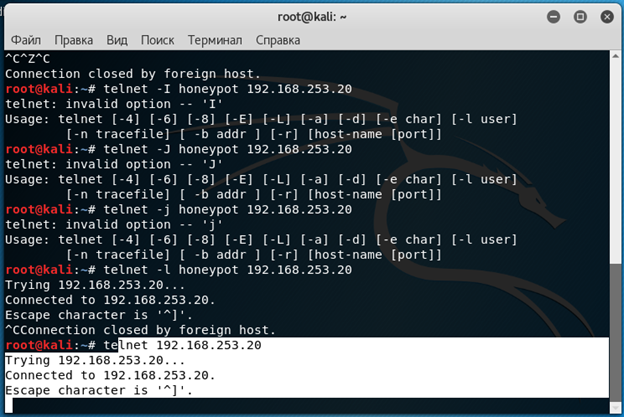 root@kali: ~
Файл Правка Вид Поиск Терминал Справка
^C^Z^C
Connection closed by foreign host.
root@kali:~# telnet -I honeypot 192.168.253.20
telnet: invalid option -- 'I'
Usage: telnet [-4] [-6] [-8] [-E] [-L] [-a] [-d] [-e char] [-l user]
[-n tracefile] [ -b addr ] [-r] [host-name [port]]
root@kali:~# telnet -J honeypot 192.168.253.20
telnet: invalid option -- 'J'
Usage: telnet [-4] [-6] [-8] [-E] [-L] [-a] [-d] [-e char] [-l user]
[-n tracefile] [ -b addr ] [-r] [host-name [port]]
root@kali:~# telnet -j honeypot 192.168.253.20
telnet: invalid option -- 'j'
Usage: telnet [-4] [-6] [-8] [-E] [-L] [-a] [-d] [-e char] [-l user]
[-n tracefile] [ -b addr ] [-r] [host-name [port]]
root@kali:~# telnet -l honeypot 192.168.253.20
Trying 192.168.253.20...
Connected to 192.168.253.20.
Escape character is '^]'.
^CConnection closed by foreign host.
root@kali:~# telnet 192.168.253.20
Trying 192.168.253.20...
Connected to 192.168.253.20.
Escape character is '^]'.